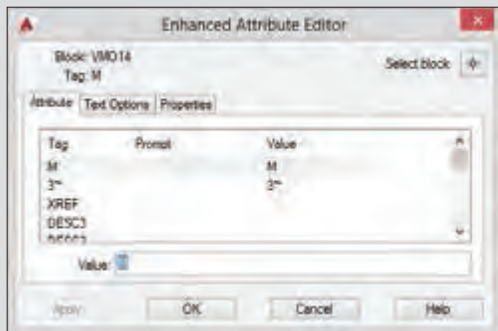 Enhanced Attribute Editor
Block: VMO14
Tag: M
Select block
Attribute Text Options Properties
Tag Prompt Value
M M
3~ 3~
XREF
DESC3
Value:
Apply OK Cancel Help